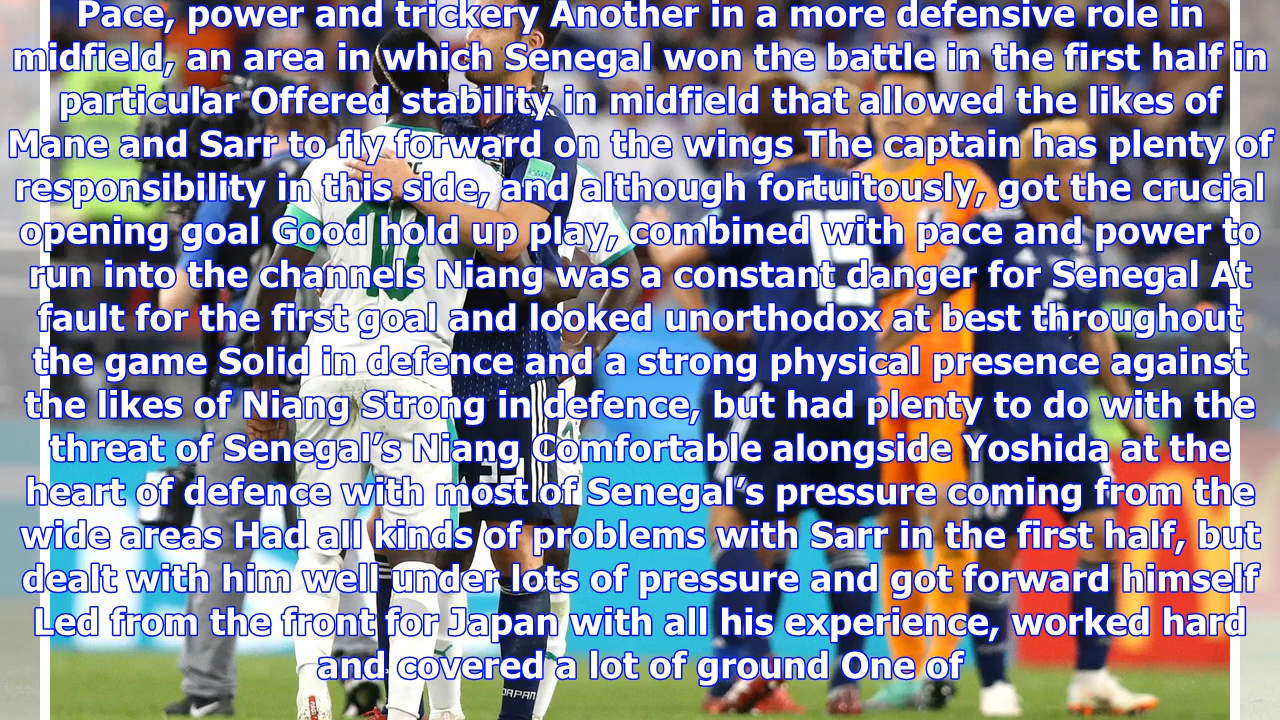 Pace, power and trickery Another in a more defensive role in
midfield, an area in which Senegal won the battle in the first half in
particular Offered stability in midfield that allowed the likes of
Mane and Sarr to fly forward on the wings The captain has plenty of
responsibility in this side, and although fortuitously, got the crucial
opening goal Good hold up play, combined with pace and power to
run into the channels Niang was a constant danger for Senegal At
fault for the first goal and looked unorthodox at best throughout
the game Solid in defence and a strong physical presence against
the likes of Niang Strong in defence, but had plenty to do with the
threat of Senegal’s Niang Comfortable alongside Yoshida at the
heart of defence with most of Senegal’s pressure coming from the
wide areas Had all kinds of problems with Sarr in the first half, but
dealt with him well under lots of pressure and got forward himself
Led from the front for Japan with all his experience, worked hard
and covered a lot of ground One of
10
15
JAPAN